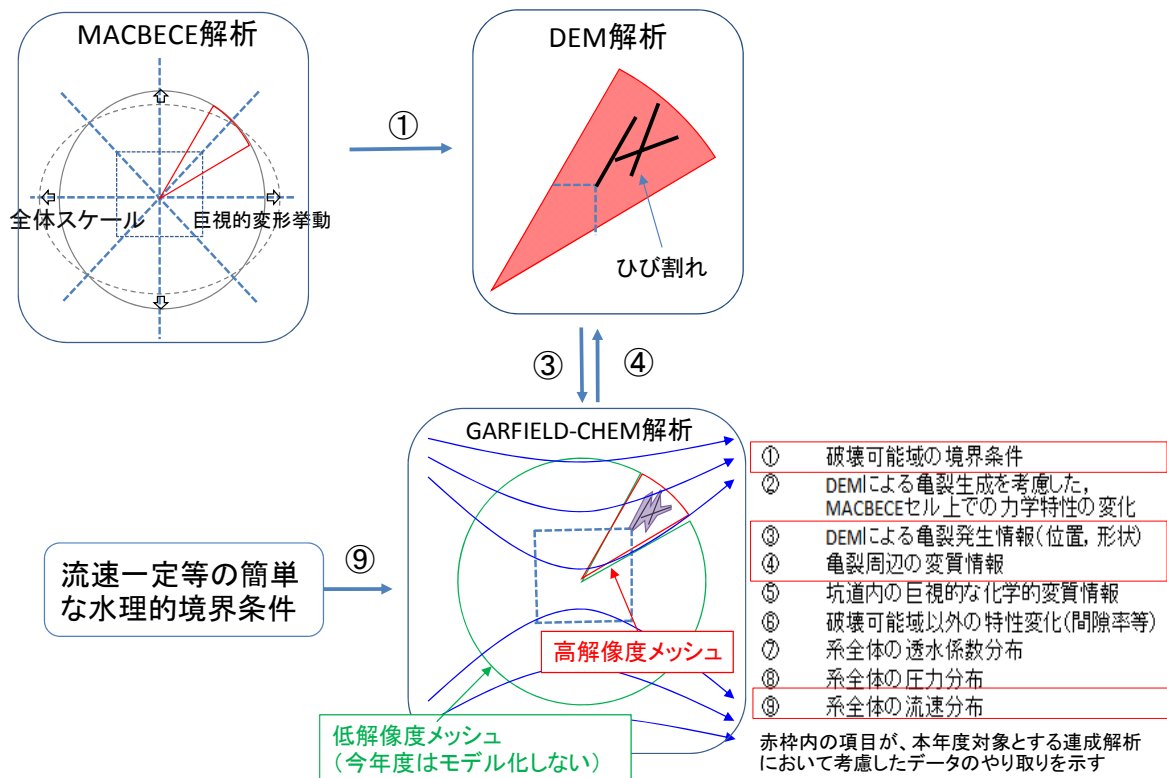 MACBECE解析
全体スケール
巨視的変形挙動
①
DEM解析
ひび割れ
③
④
GARFIELD-CHEM解析
流速一定等の簡単
な水理的境界条件
⑨
高解像度メッシュ
低解像度メッシュ
(今年度はモデル化しない)
① 破壊可能域の境界条件
② DEMによる亀裂生成を考慮した,
MACBECEセル上での力学特性の変化
③ DEMによる亀裂発生情報(位置, 形状)
④ 亀裂周辺の変質情報
⑤ 坑道内の巨視的な化学的変質情報
⑥ 破壊可能域以外の特性変化(間隙率等)
⑦ 系全体の透水係数分布
⑧ 系全体の圧力分布
⑨ 系全体の流速分布
赤枠内の項目が、本年度対象とする連成解析
において考慮したデータのやり取りを示す